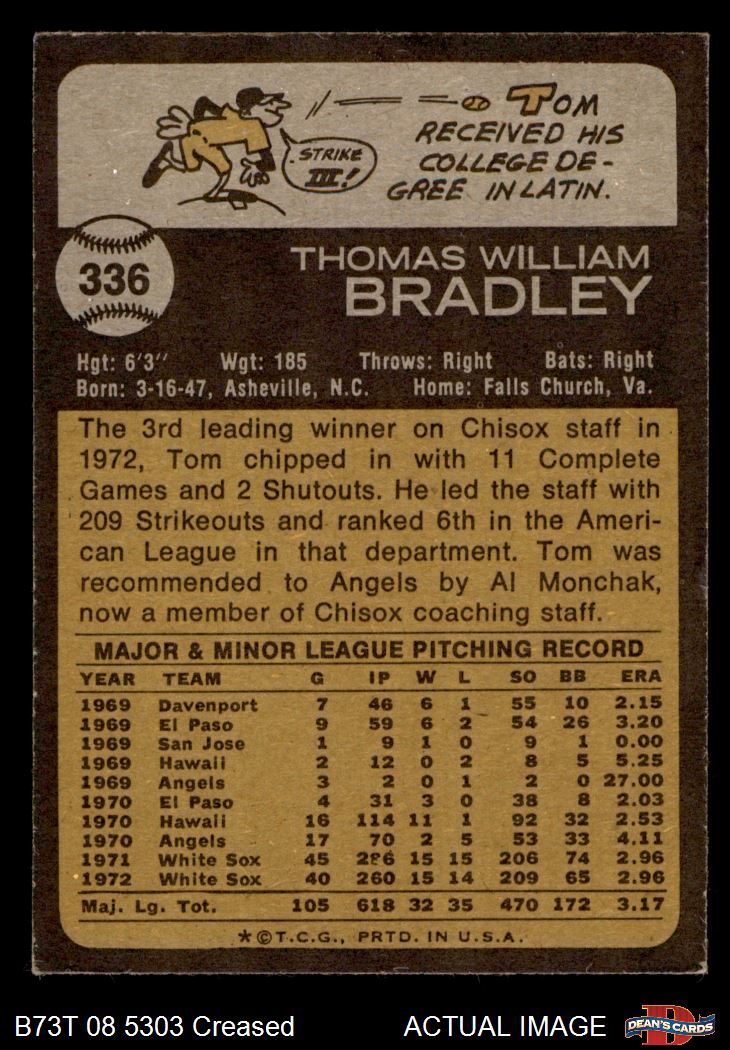 TOM
RECEIVED HIS
COLLEGE DE-
GREE IN LATIN.
STRIKE
III!
336
THOMAS WILLIAM
BRADLEY
Hgt: 6'3" Wgt: 185 Throws: Right Bats: Right
Born: 3-16-47, Asheville, N.C. Home: Falls Church, Va.
The 3rd leading winner on Chisox staff in
1972, Tom chipped in with 11 Complete
Games and 2 Shutouts. He led the staff with
209 Strikeouts and ranked 6th in the Ameri-
can League in that department. Tom was
recommended to Angels by Al Monchak,
now a member of Chisox coaching staff.
MAJOR & MINOR LEAGUE PITCHING RECORD
YEAR TEAM G IP W L SO BB ERA
1969 Davenport 7 46 6 1 55 10 2.15
1969 El Paso 9 59 6 2 54 26 3.20
1969 San Jose 1 9 1 0 9 1 0.00
1969 Hawaii 2 12 0 2 8 5 5.25
1969 Angels 3 2 0 1 2 0 27.00
1970 El Paso 4 31 3 0 38 8 2.03
1970 Hawaii 16 114 11 1 92 32 2.53
1970 Angels 17 70 2 5 53 33 4.11
1971 White Sox 45 286 15 15 206 74 2.96
1972 White Sox 40 260 15 14 209 65 2.96
Maj. Lg. Tot. 105 618 32 35 470 172 3.17
*©T.C.G., PRTD. IN U.S.A.
B73T 08 5303 Creased ACTUAL IMAGE
D
DEAN'S CARDS